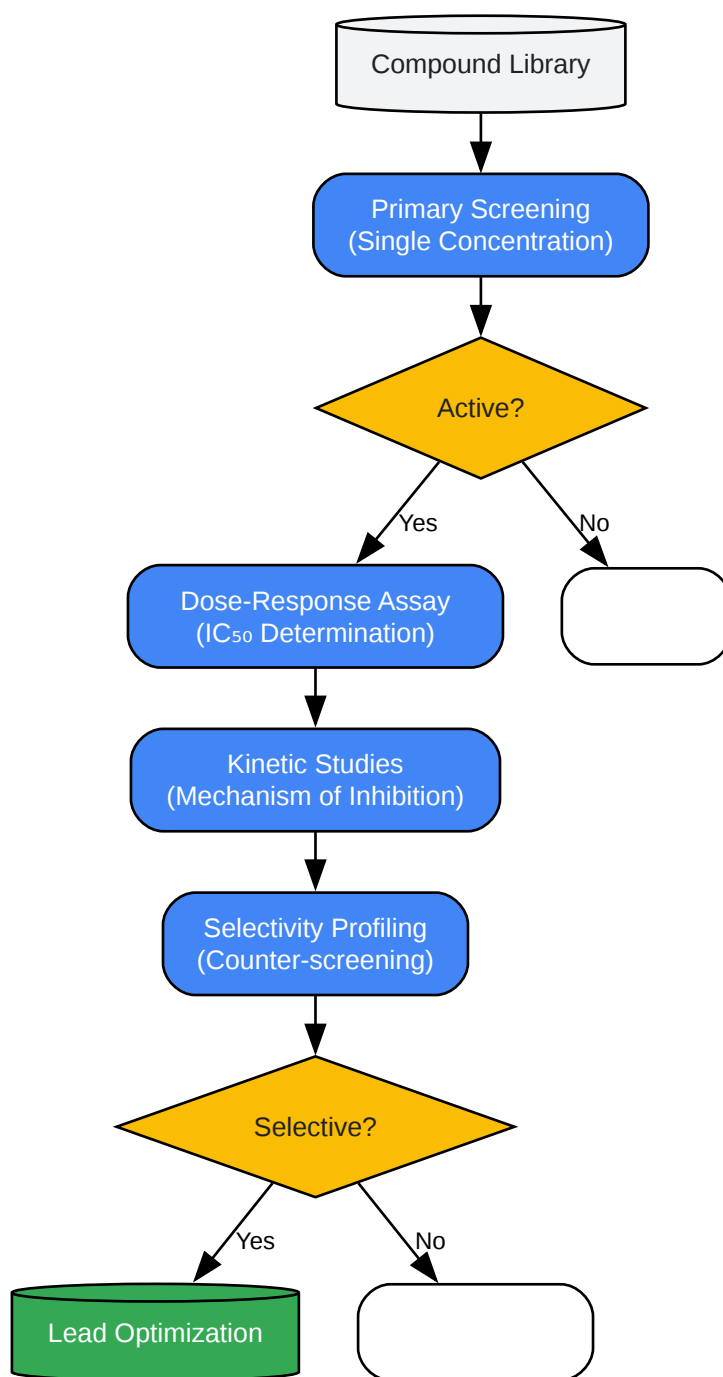 Compound Library
Primary Screening
(Single Concentration)
Active?
Yes
No
Dose-Response Assay
(IC₅₀ Determination)
Kinetic Studies
(Mechanism of Inhibition)
Selectivity Profiling
(Counter-screening)
Selective?
Yes
No
Lead Optimization